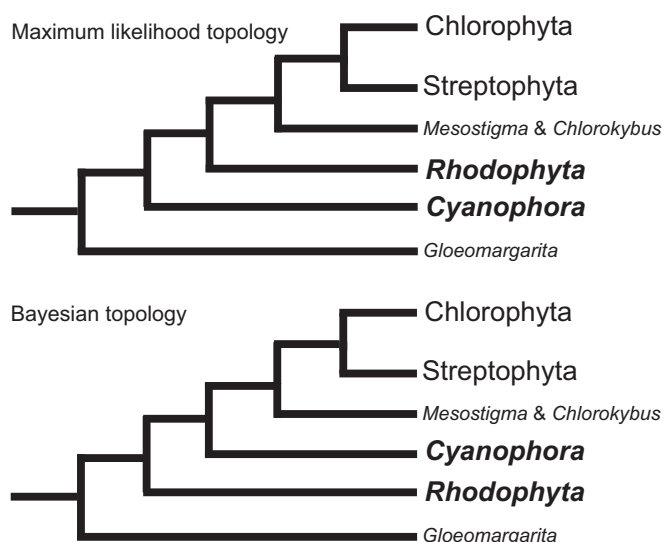 Maximum likelihood topology
Chlorophyta
Streptophyta
Mesostigma & Chlorokybus
Rhodophyta
Cyanophora
Gloeomargarita
Bayesian topology
Chlorophyta
Streptophyta
Mesostigma & Chlorokybus
Cyanophora
Rhodophyta
Gloeomargarita